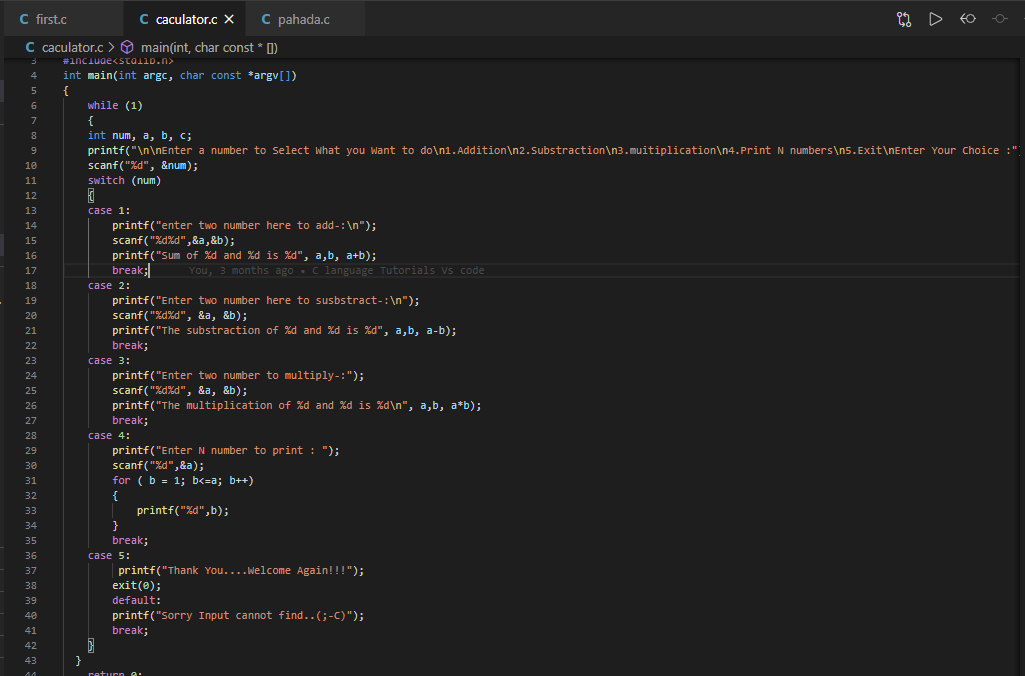 first.c caculator.c pahada.c
caculator.c > main(int, char const * [])
3 #include<stdlib.h>
4 int main(int argc, char const *argv[])
5 {
6 while (1)
7 {
8 int num, a, b, c;
9 printf("\n\nEnter a number to Select What you Want to do\n1.Addition\n2.Substraction\n3.muitiplication\n4.Print N numbers\n5.Exit\nEnter Your Choice :")
10 scanf("%d", &num);
11 switch (num)
12 {
13 case 1:
14 printf("enter two number here to add-:\n");
15 scanf("%d%d",&a,&b);
16 printf("Sum of %d and %d is %d", a,b, a+b);
17 break; You, 3 months ago • C language Tutorials Vs code
18 case 2:
19 printf("Enter two number here to susbstract-:\n");
20 scanf("%d%d", &a, &b);
21 printf("The substraction of %d and %d is %d", a,b, a-b);
22 break;
23 case 3:
24 printf("Enter two number to multiply-:");
25 scanf("%d%d", &a, &b);
26 printf("The multiplication of %d and %d is %d\n", a,b, a*b);
27 break;
28 case 4:
29 printf("Enter N number to print : ");
30 scanf("%d",&a);
31 for ( b = 1; b<=a; b++)
32 {
33 printf("%d",b);
34 }
35 break;
36 case 5:
37 printf("Thank You....Welcome Again!!!");
38 exit(0);
39 default:
40 printf("Sorry Input cannot find..(;-C)");
41 break;
42 }
43 }
44 return 0;